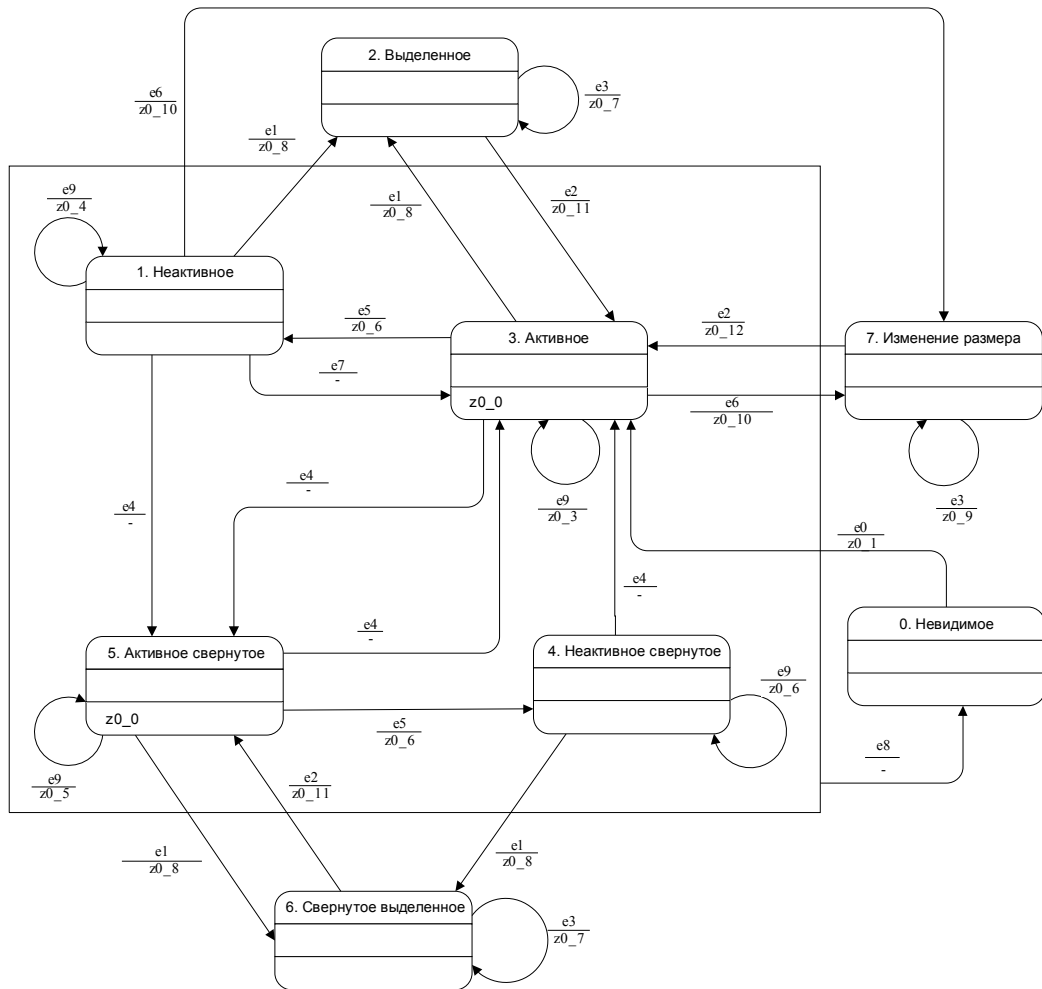 2. Выделенное
e3
z0_7
e6
z0_10
e1
z0_8
e9
z0_4
e1
z0_8
e2
z0_11
1. Неактивное
e5
z0_6
3. Активное
z0_0
e2
z0_12
7. Изменение размера
e7
-
e6
z0_10
e4
-
e4
-
e9
z0_3
e3
z0_9
e0
z0_1
e4
-
e4
-
0. Невидимое
5. Активное свернутое
z0_0
4. Неактивное свернутое
e9
z0_6
e5
z0_6
e9
z0_5
e2
z0_11
e8
-
e1
z0_8
e1
z0_8
6. Свернутое выделенное
e3
z0_7